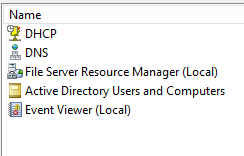 Name
DHCP
DNS
File Server Resource Manager (Local)
Active Directory Users and Computers
Event Viewer (Local)